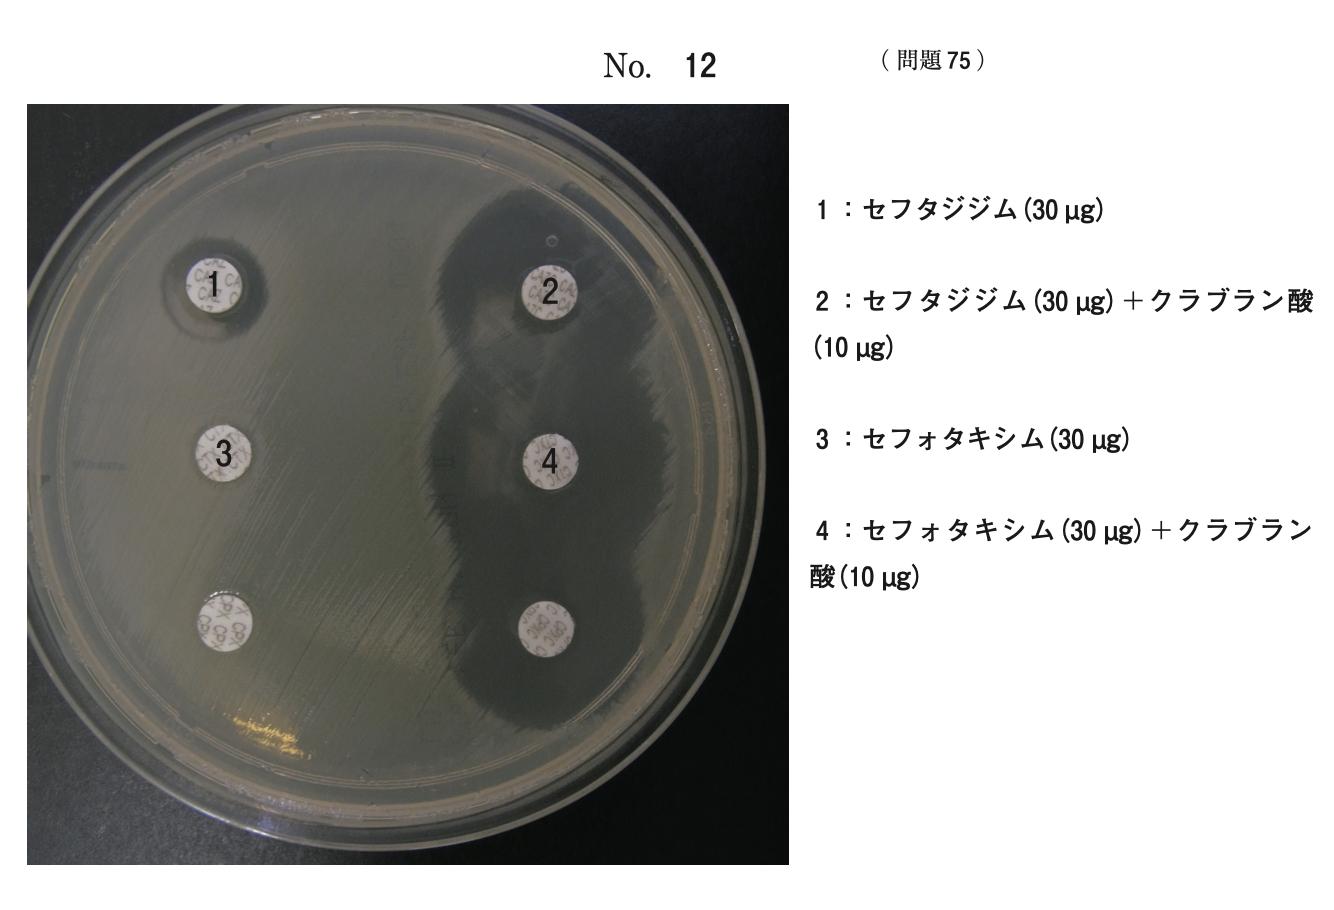 No. 12
（問題75）
1：セフタジジム(30 µg)
2：セフタジジム(30 µg)＋クラブラン酸
(10 µg)
3：セフォタキシム(30 µg)
4：セフォタキシム(30 µg)＋クラブラン
酸(10 µg)
1
2
3
4
CPX
CPX
CPX